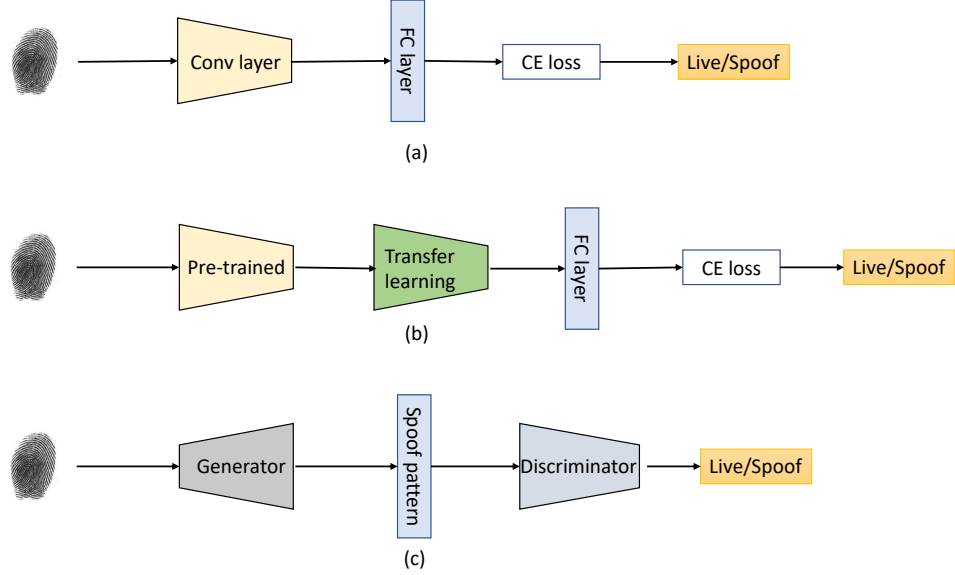 Conv layer
FC layer
CE loss
Live/Spoof
(a)
Pre-trained
Transfer
learning
FC layer
CE loss
Live/Spoof
(b)
Generator
Spoof pattern
Discriminator
Live/Spoof
(c)